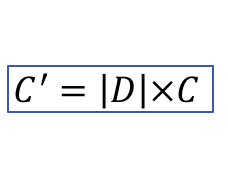 C′ = |D|×C